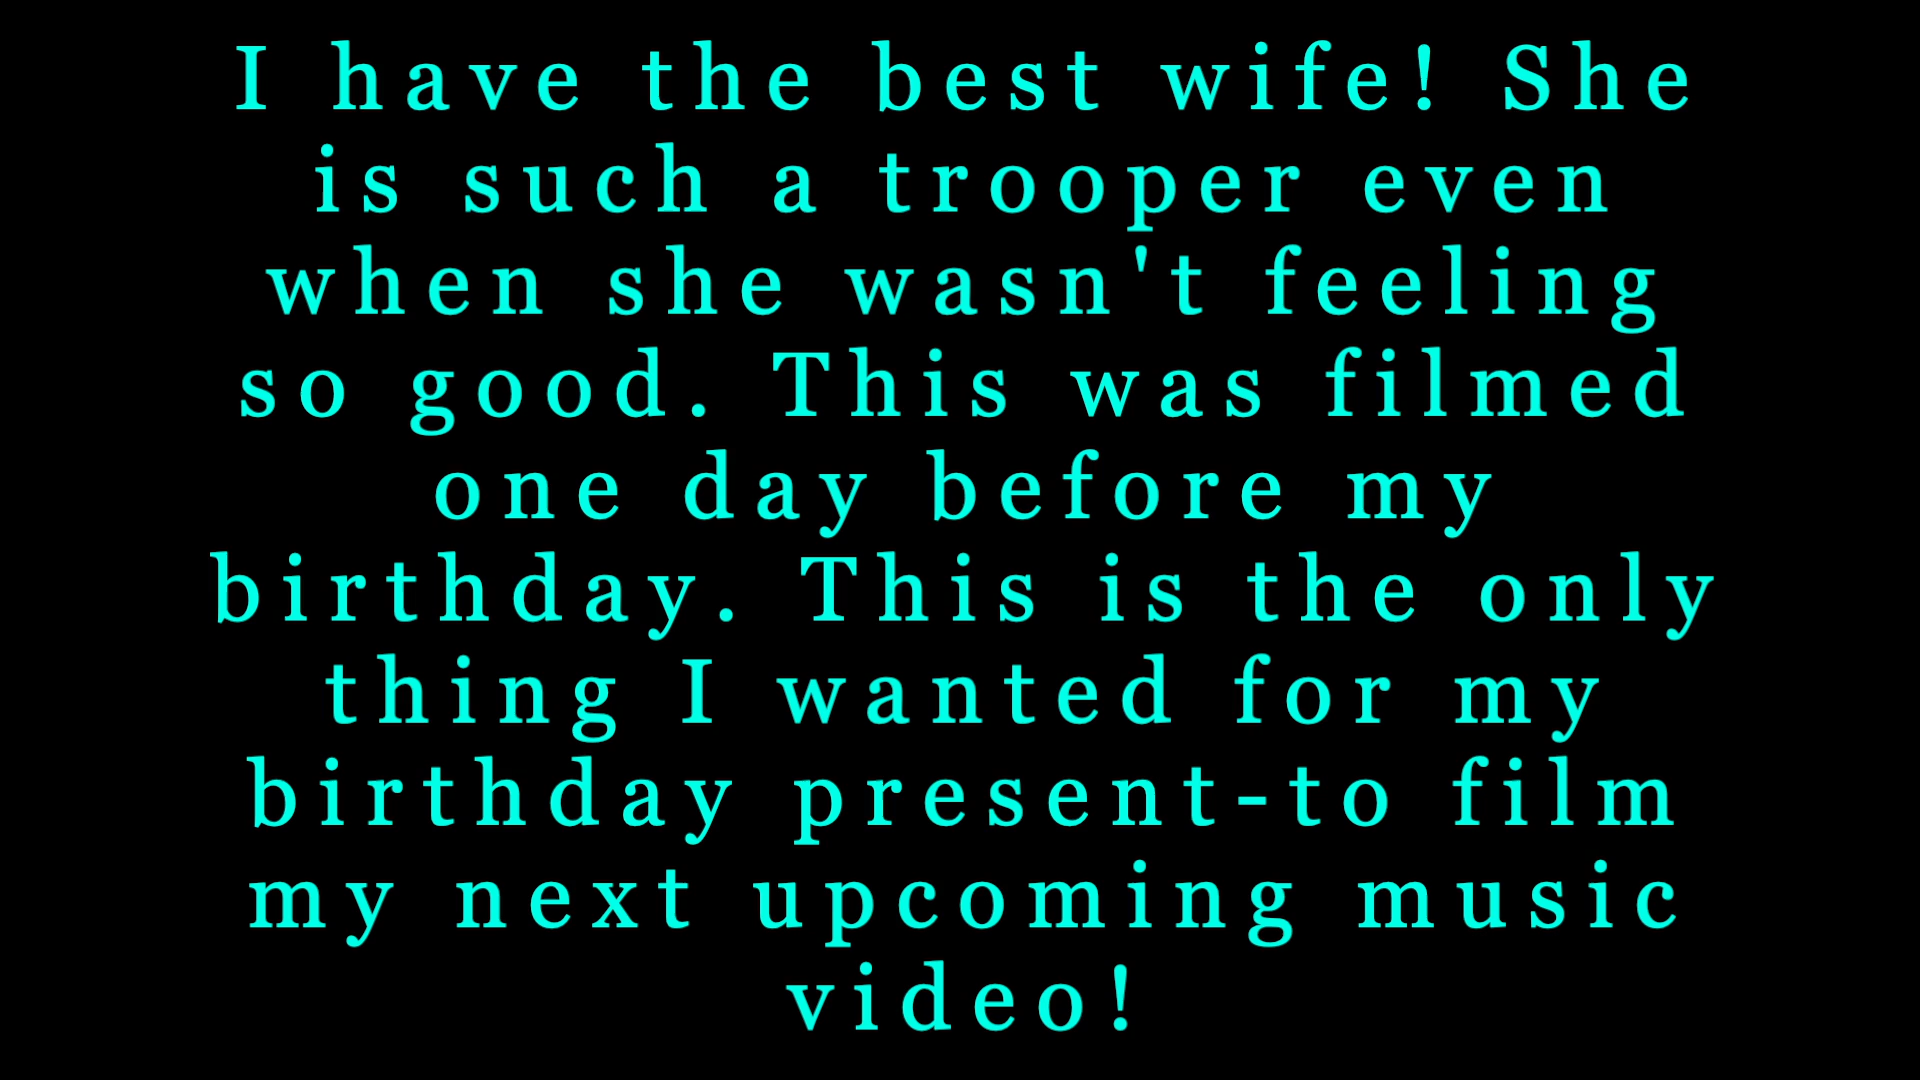 I have the best wife! She
is such a trooper even
when she wasn't feeling
so good. This was filmed
one day before my
birthday. This is the only
thing I wanted for my
birthday present-to film
my next upcoming music
video!